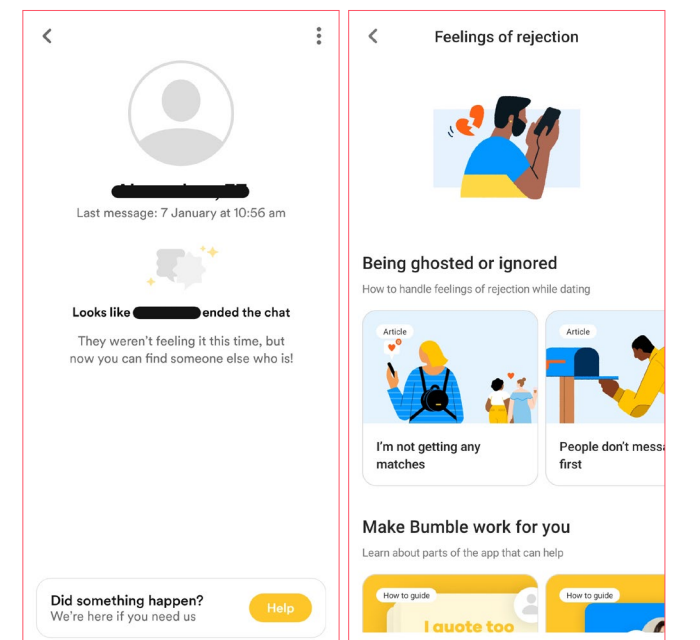 Last message: 7 January at 10:56 am
Looks like ended the chat
They weren't feeling it this time, but
now you can find someone else who is!
Did something happen?
We're here if you need us
Help
Feelings of rejection
Being ghosted or ignored
How to handle feelings of rejection while dating
Article
I'm not getting any
matches
Article
People don't messa
first
Make Bumble work for you
Learn about parts of the app that can help
How to guide
I quote too
How to guide